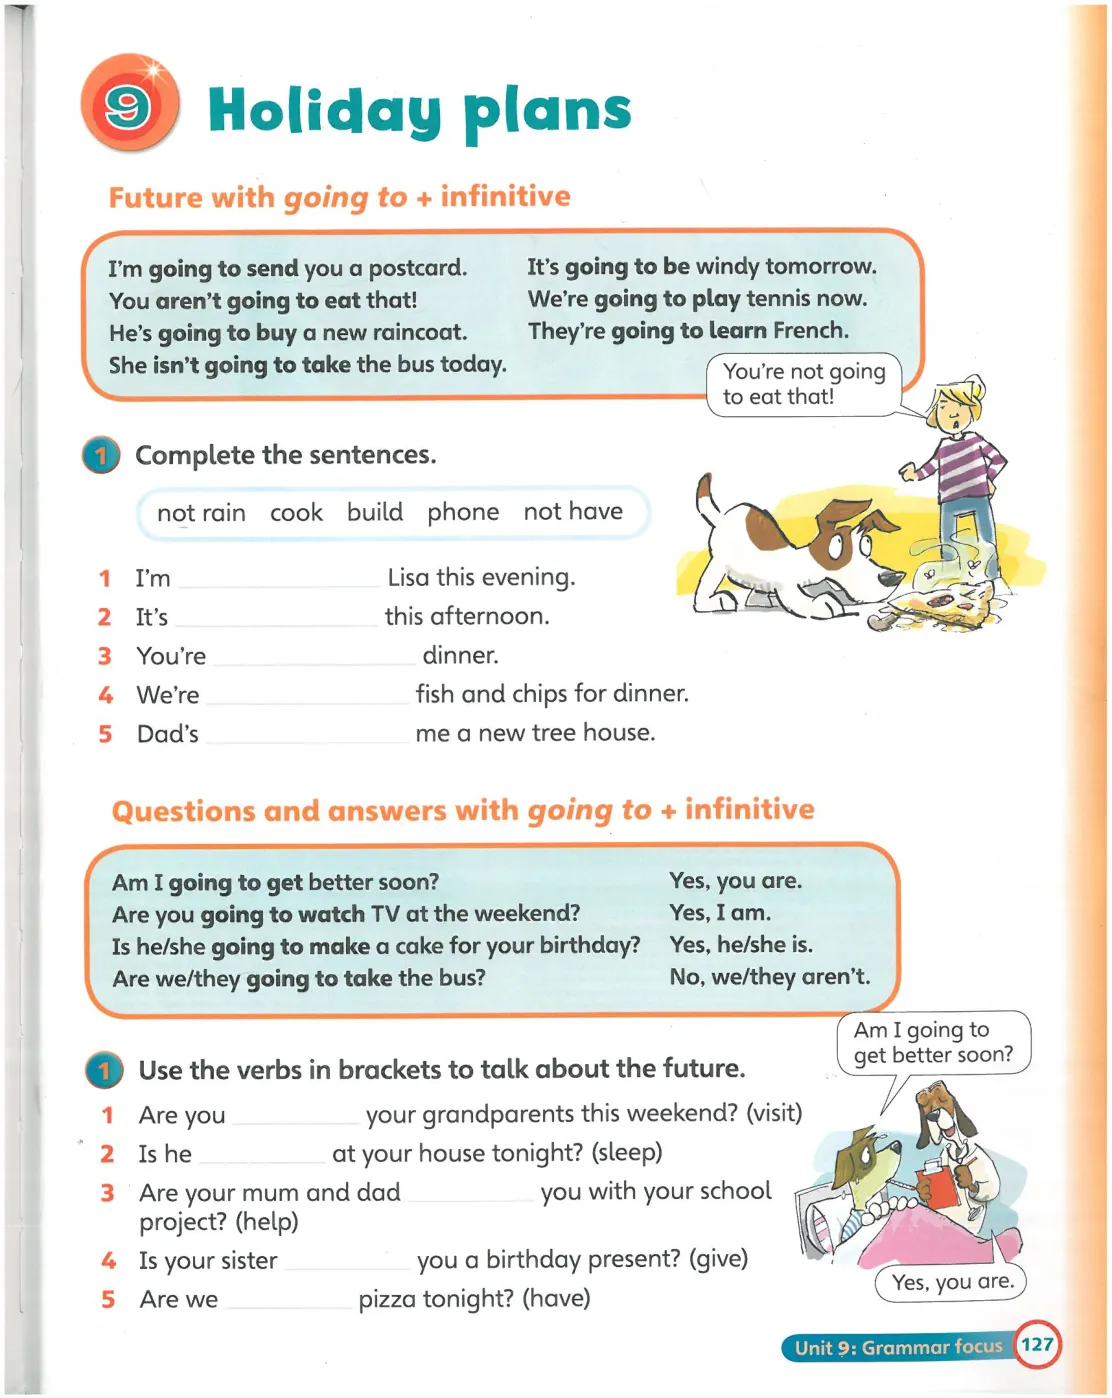 9 Holiday plans
Future with going to + infinitive
I'm going to send you a postcard.
You aren't going to eat that!
He's going to buy a new raincoat.
She isn't going to take the bus today.
It's going to be windy tomorrow.
We're going to play tennis now.
They're going to learn French.
You're not going
to eat that!
1 Complete the sentences.
not rain cook build phone not have
1 I'm Lisa this evening.
2 It's this afternoon.
3 You're dinner.
4 We're fish and chips for dinner.
5 Dad's me a new tree house.
Questions and answers with going to + infinitive
Am I going to get better soon? Yes, you are.
Are you going to watch TV at the weekend? Yes, I am.
Is he/she going to make a cake for your birthday? Yes, he/she is.
Are we/they going to take the bus? No, we/they aren't.
Am I going to
get better soon?
1 Use the verbs in brackets to talk about the future.
1 Are you your grandparents this weekend? (visit)
2 Is he at your house tonight? (sleep)
3 Are your mum and dad you with your school
project? (help)
4 Is your sister you a birthday present? (give)
5 Are we pizza tonight? (have)
Yes, you are.
Unit 9: Grammar focus 127